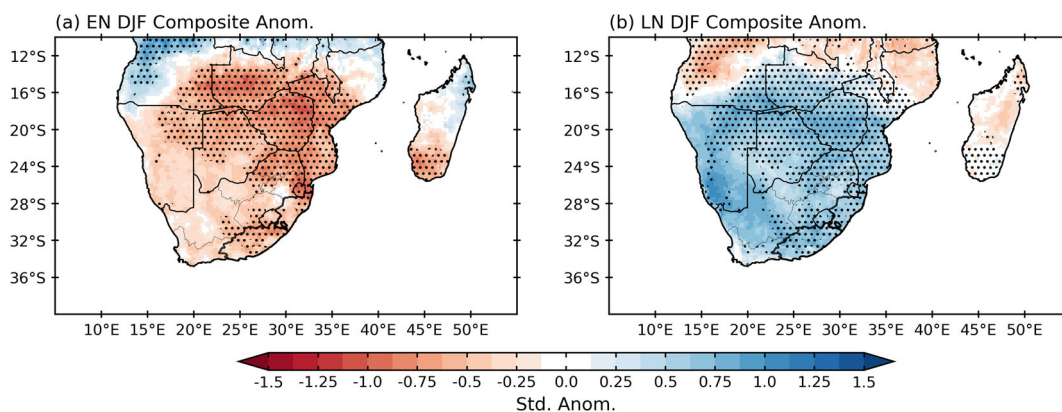 (a) EN DJF Composite Anom.
(b) LN DJF Composite Anom.
12°S
16°S
20°S
24°S
28°S
32°S
36°S
12°S
16°S
20°S
24°S
28°S
32°S
36°S
10°E 15°E 20°E 25°E 30°E 35°E 40°E 45°E 50°E
10°E 15°E 20°E 25°E 30°E 35°E 40°E 45°E 50°E
-1.5 -1.25 -1.0 -0.75 -0.5 -0.25 0.0 0.25 0.5 0.75 1.0 1.25 1.5
Std. Anom.